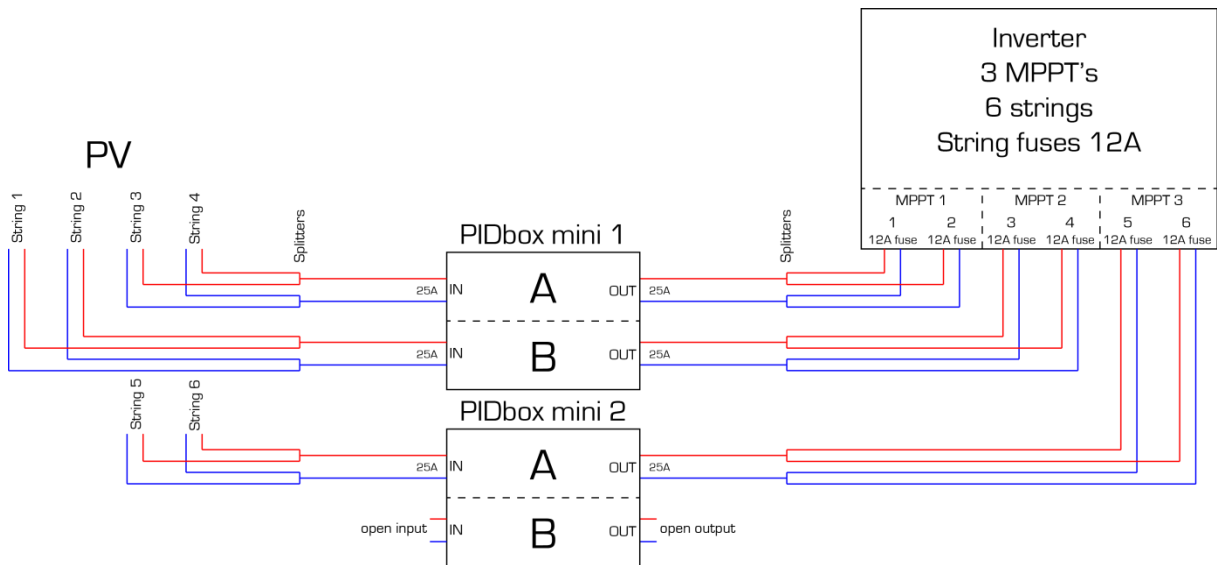 Inverter
3 MPPT's
6 strings
String fuses 12A
MPPT 1
MPPT 2
MPPT 3
1
2
3
4
5
6
12A fuse
12A fuse
12A fuse
12A fuse
12A fuse
12A fuse
PV
String 1
String 2
String 3
String 4
Splitters
Splitters
PIDbox mini 1
25A
IN
A
OUT
25A
25A
IN
B
OUT
25A
String 5
String 6
PIDbox mini 2
25A
IN
A
OUT
25A
open input
IN
B
OUT
open output